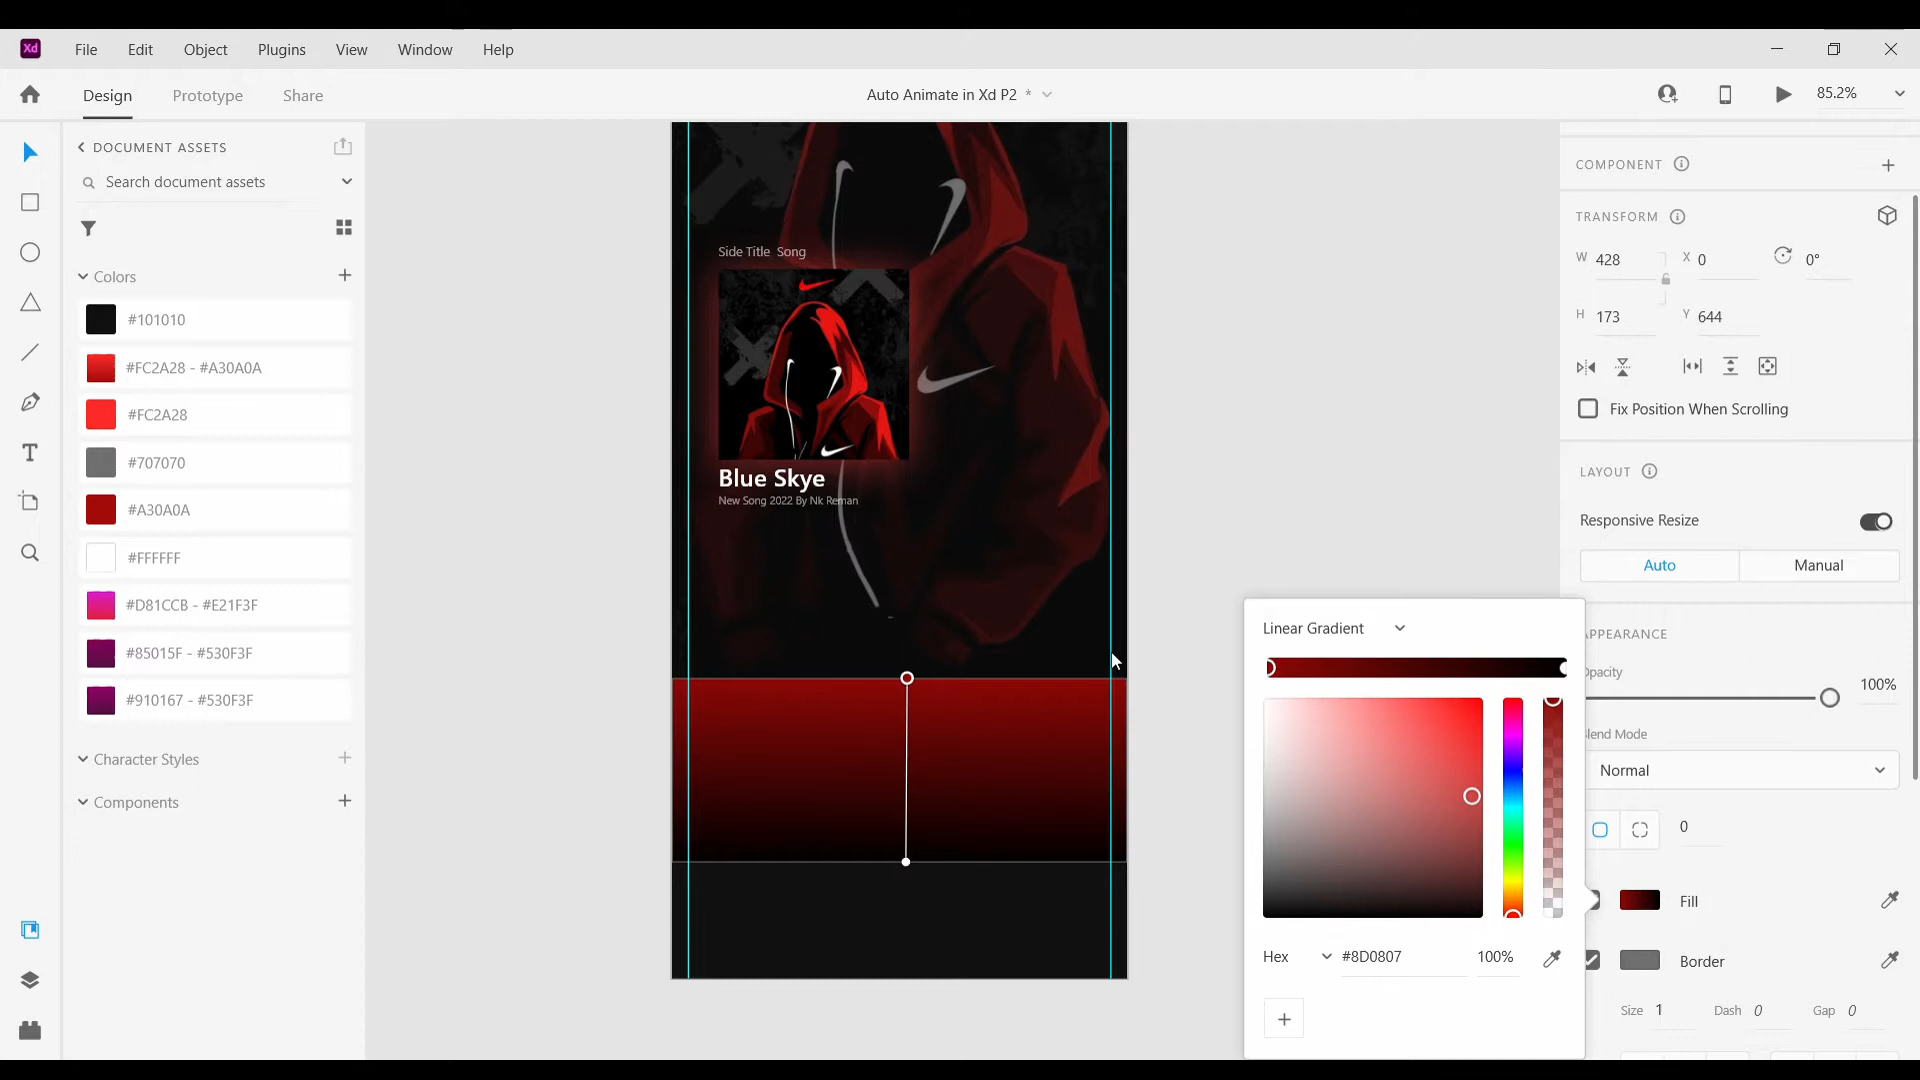 Xd File Edit Object Plugins View Window Help
Design Prototype Share
Auto Animate in Xd P2 *
85.2%
DOCUMENT ASSETS
Search document assets
Colors
#101010
#FC2A28 - #A30A0A
#FC2A28
#707070
#A30A0A
#FFFFFF
#D81CCB - #E21F3F
#85015F - #530F3F
#910167 - #530F3F
Character Styles
Components
Side Title Song
Blue Skye
New Song 2022 By Nk Reman
COMPONENT
TRANSFORM
W 428 X 0 0°
H 173 Y 644
Fix Position When Scrolling
LAYOUT
Responsive Resize
Auto Manual
Linear Gradient
Hex #8D0807 100%
PPEARANCE
Opacity
100%
Blend Mode
Normal
0
Fill
Border
Size 1 Dash 0 Gap 0